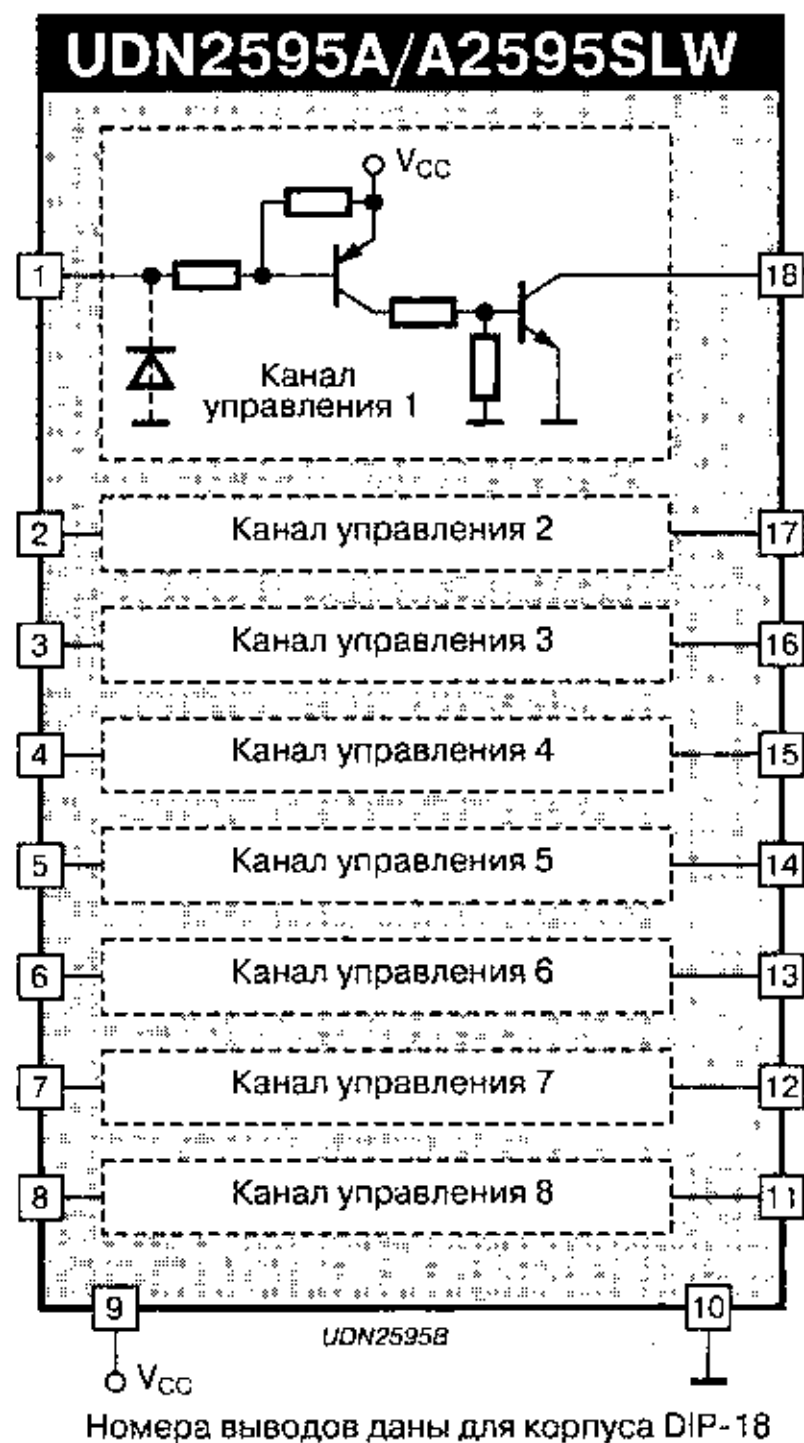 UDN2595A/A2595SLW
VCC
1
18
Канал
управления 1
2
Канал управления 2
17
3
Канал управления 3
16
4
Канал управления 4
15
5
Канал управления 5
14
6
Канал управления 6
13
7
Канал управления 7
12
8
Канал управления 8
11
9
10
UDN2595B
VCC
Номера выводов даны для корпуса DIP-18